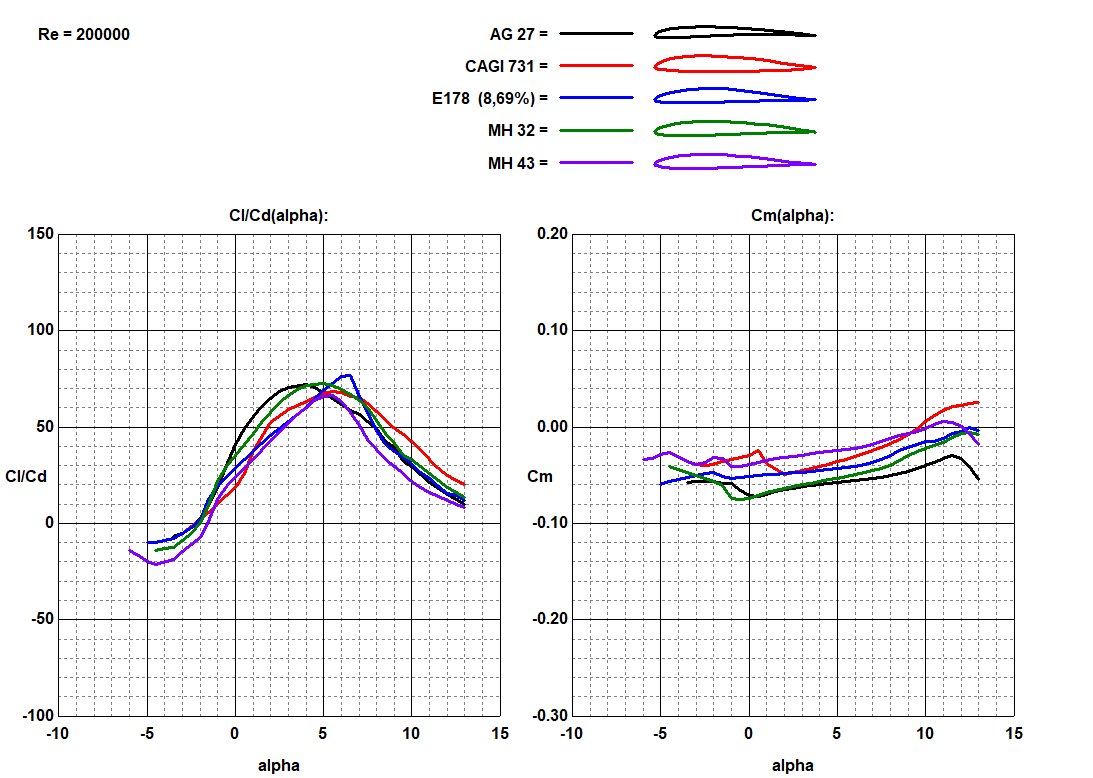 Re = 200000
AG 27 =
CAGI 731 =
E178 (8,69%) =
MH 32 =
MH 43 =
Cl/Cd(alpha):
150
100
50
Cl/Cd
0
-50
-100
-10 -5 0 5 10 15
alpha
Cm(alpha):
0.20
0.10
0.00
Cm
-0.10
-0.20
-0.30
-10 -5 0 5 10 15
alpha